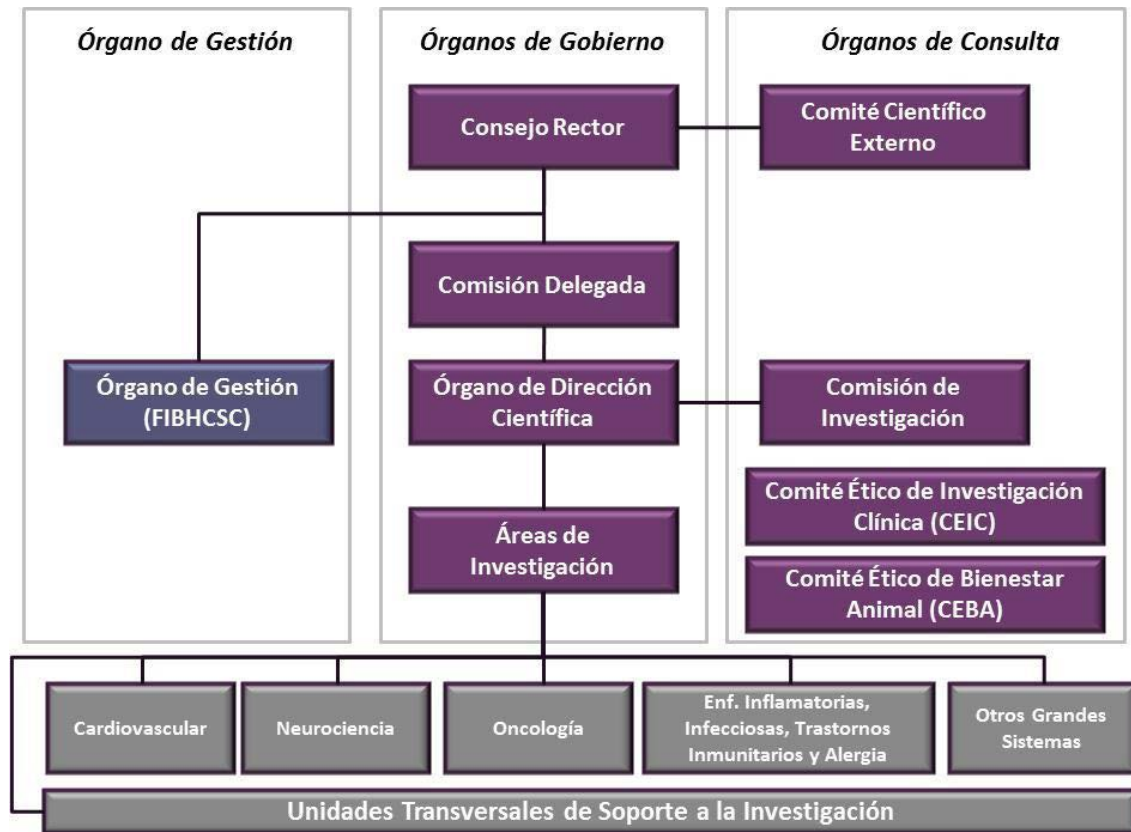 Órgano de Gestión
Órganos de Gobierno
Órganos de Consulta
Consejo Rector
Comité Científico
Externo
Comisión Delegada
Órgano de Gestión
(FIBHCSC)
Órgano de Dirección
Científica
Comisión de
Investigación
Comité Ético de Investigación
Clínica (CEIC)
Áreas de
Investigación
Comité Ético de Bienestar
Animal (CEBA)
Cardiovascular
Neurociencia
Oncología
Enf. Inflamatorias,
Infecciosas, Trastornos
Inmunitarios y Alergia
Otros Grandes
Sistemas
Unidades Transversales de Soporte a la Investigación